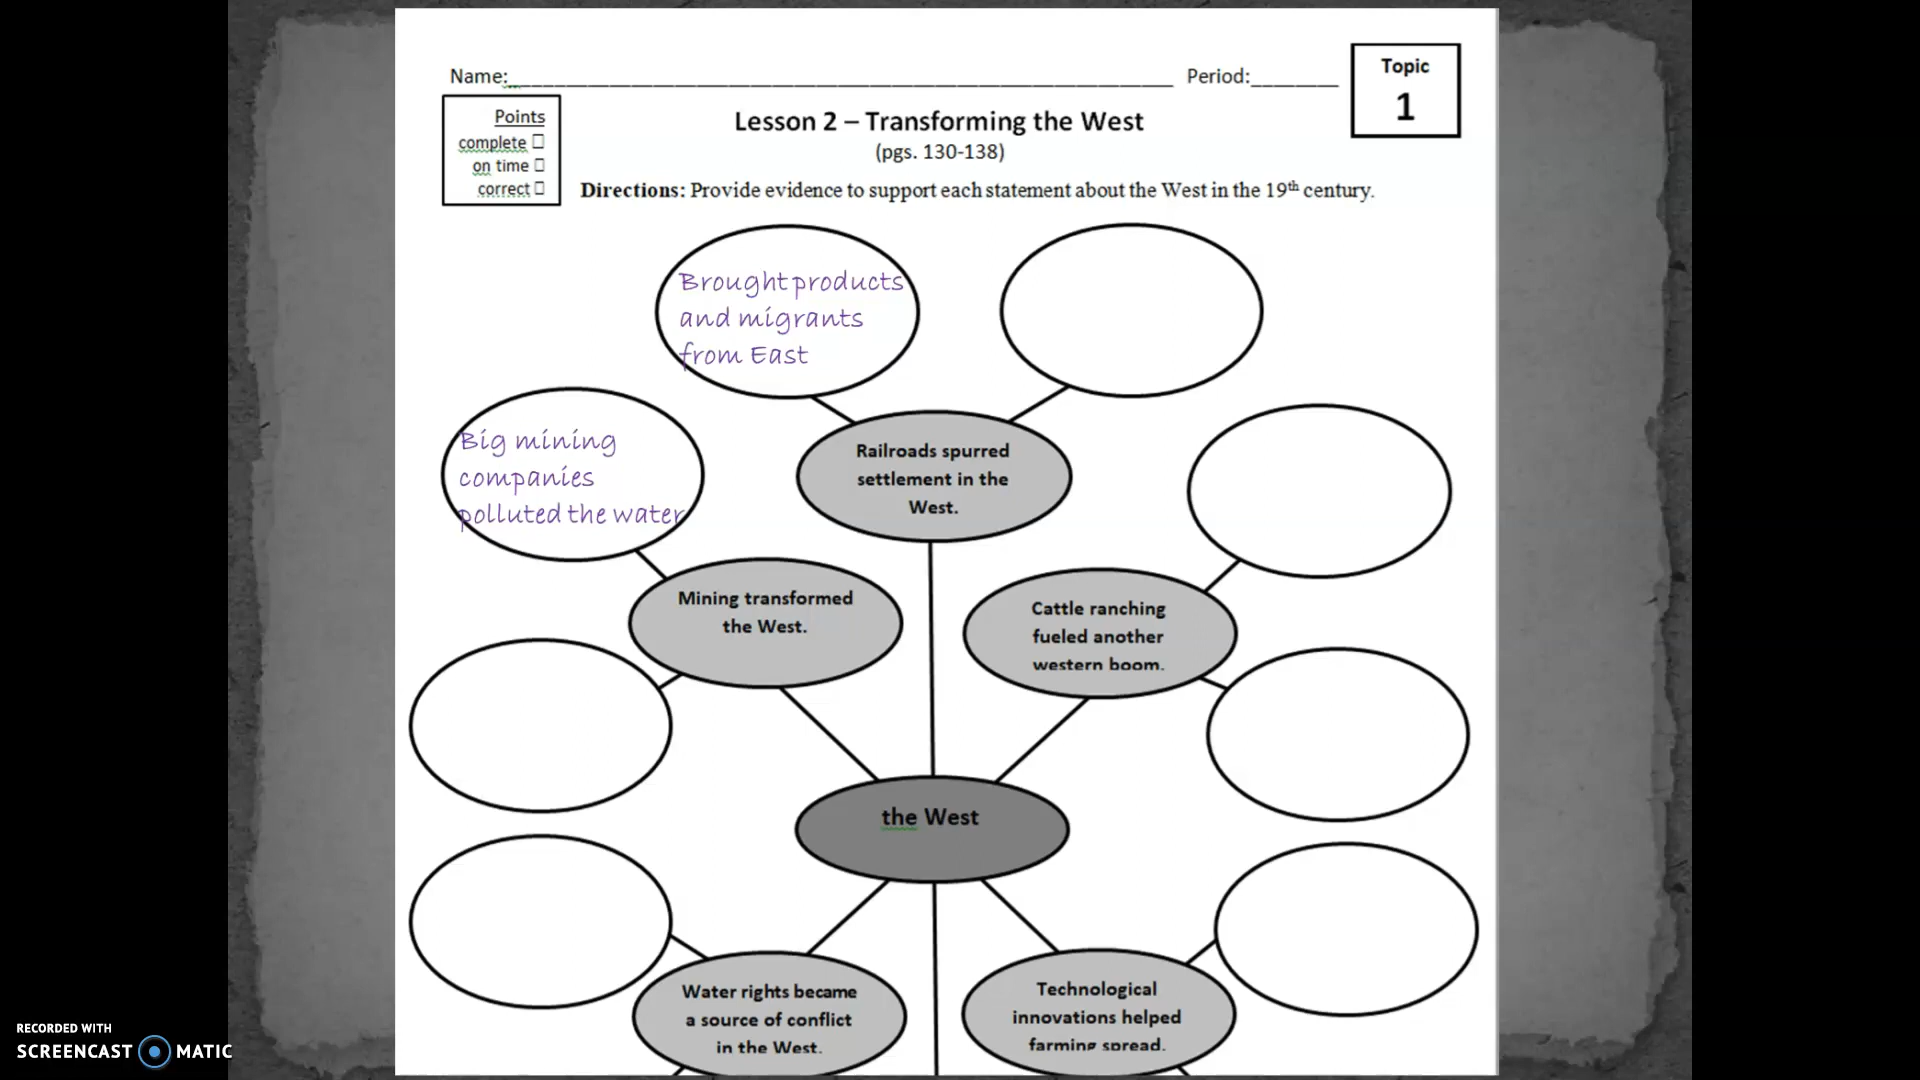 Name: Period:
Topic
1
Points
complete □
on time □
correct □
Lesson 2 – Transforming the West
(pgs. 130-138)
Directions: Provide evidence to support each statement about the West in the 19th century.
Brought products
and migrants
from East
Big mining
companies
polluted the water
Railroads spurred
settlement in the
West.
Mining transformed
the West.
Cattle ranching
fueled another
western boom.
the West
Water rights became
a source of conflict
in the West.
Technological
innovations helped
farming spread.
RECORDED WITH
SCREENCAST MATIC